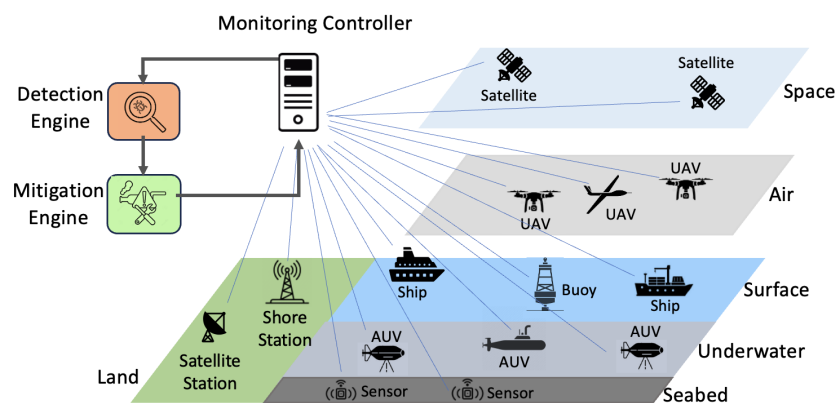 Monitoring Controller
Detection
Engine
Mitigation
Engine
Satellite
Satellite
Space
UAV
UAV
UAV
Air
Ship
Buoy
Ship
Surface
Shore
Station
Satellite
Station
Land
AUV
AUV
AUV
Underwater
Sensor
Sensor
Seabed